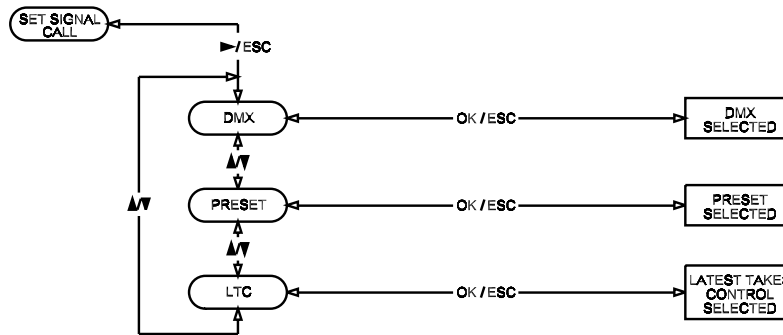 SET SIGNAL
CALL
►/ESC
DMX
OK / ESC
DMX
SELECTED
▲/▼
▲/▼
PRESET
OK / ESC
PRESET
SELECTED
▲/▼
LTC
OK / ESC
LATEST TAKES
CONTROL
SELECTED